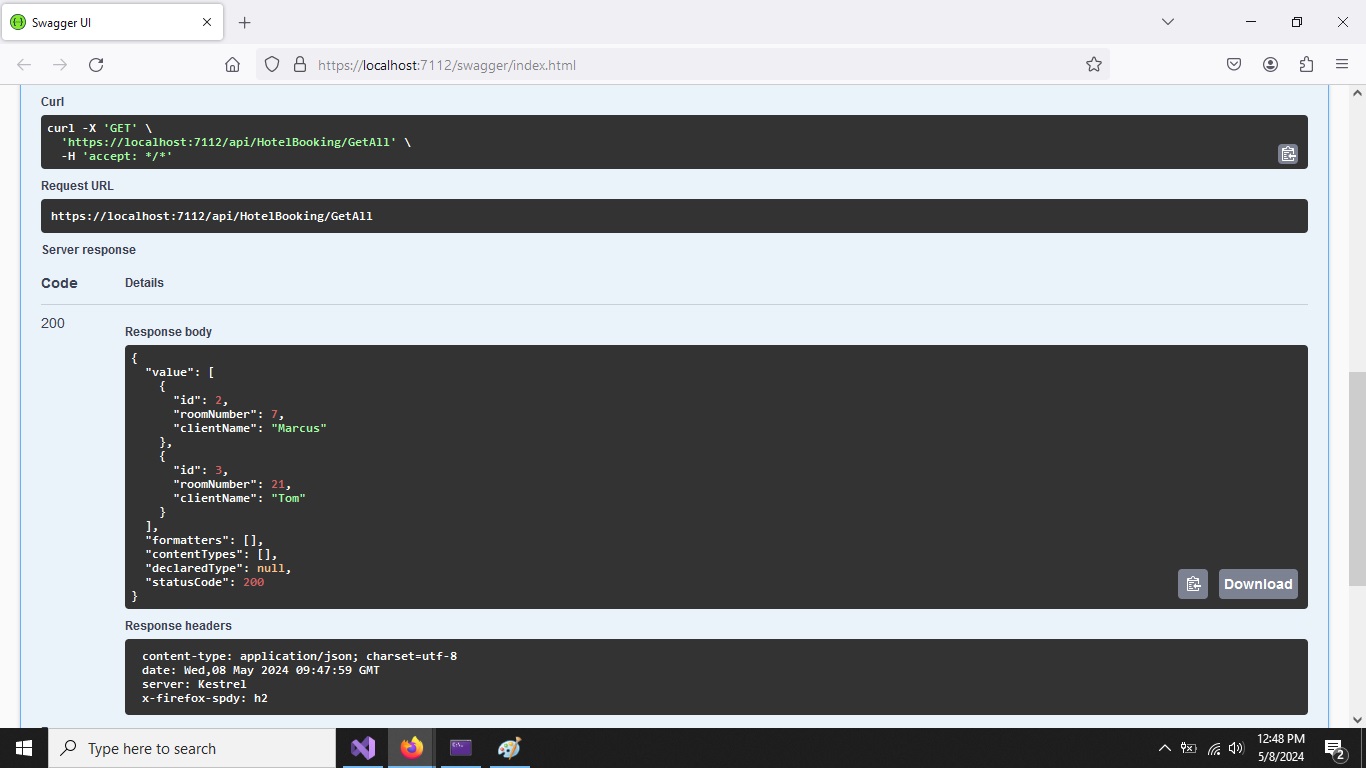 Swagger UI
https://localhost:7112/swagger/index.html
Curl
curl -X 'GET' \
  'https://localhost:7112/api/HotelBooking/GetAll' \
  -H 'accept: */*'
Request URL
https://localhost:7112/api/HotelBooking/GetAll
Server response
Code Details
200
Response body
{
  "value": [
    {
      "id": 2,
      "roomNumber": 7,
      "clientName": "Marcus"
    },
    {
      "id": 3,
      "roomNumber": 21,
      "clientName": "Tom"
    }
  ],
  "formatters": [],
  "contentTypes": [],
  "declaredType": null,
  "statusCode": 200
}
Download
Response headers
content-type: application/json; charset=utf-8
date: Wed,08 May 2024 09:47:59 GMT
server: Kestrel
x-firefox-spdy: h2
Type here to search
12:48 PM
5/8/2024
2